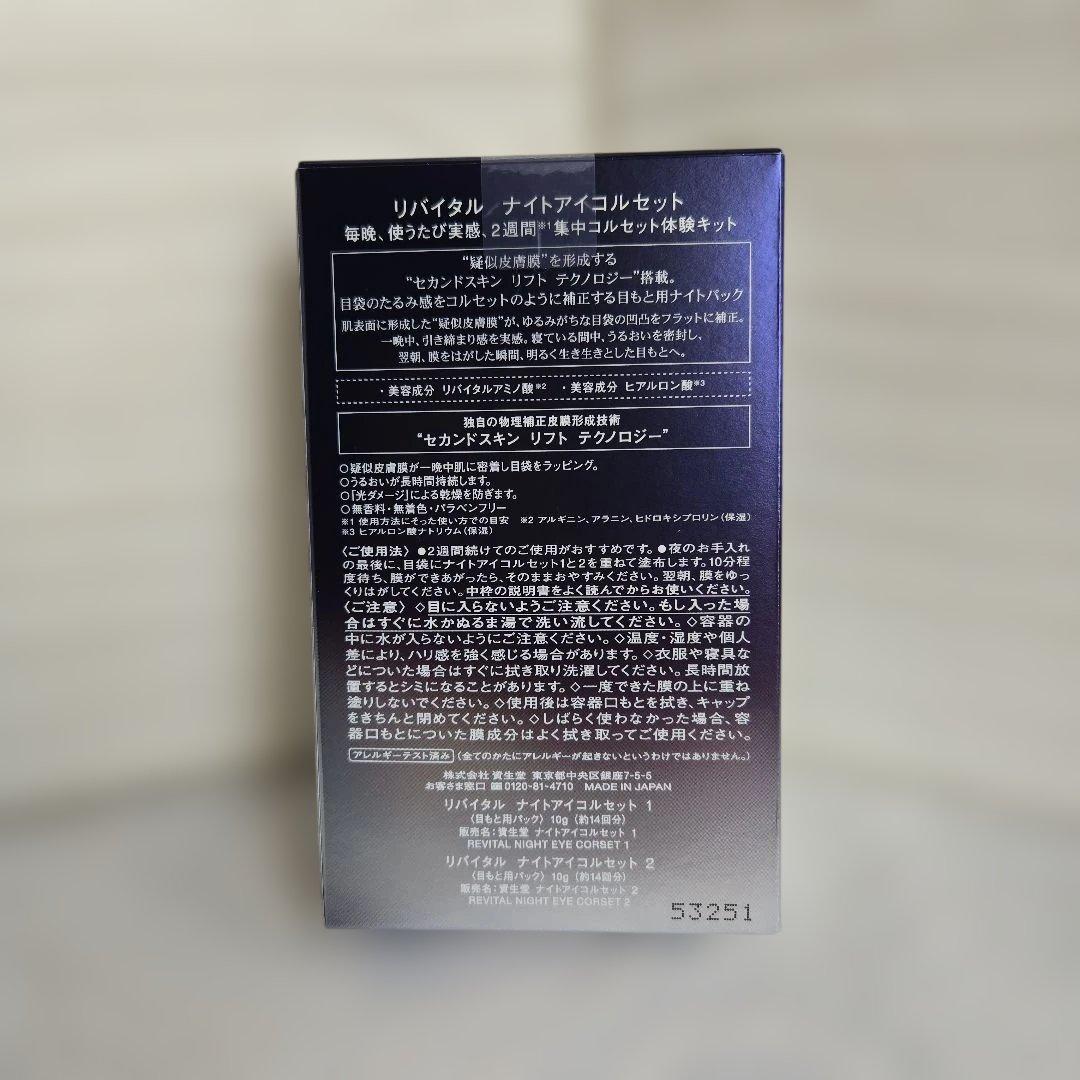 リバイタル ナイトアイコルセット
毎晩、使うたび実感、2週間※1集中コルセット体験キット
“疑似皮膚膜”を形成する
“セカンドスキン リフト テクノロジー”搭載。
目袋のたるみ感をコルセットのように補正する目もと用ナイトパック
肌表面に形成した“疑似皮膚膜”が、ゆるみがちな目袋の凹凸をフラットに補正。
一晩中、引き締まり感を実感。寝ている間中、うるおいを密封し、
翌朝、膜をはがした瞬間、明るく生き生きとした目もとへ。
・美容成分 リバイタルアミノ酸※2 ・美容成分 ヒアルロン酸※3
独自の物理補正皮膜形成技術
“セカンドスキン リフト テクノロジー”
○疑似皮膚膜が一晩中肌に密着し目袋をラッピング。
○うるおいが長時間持続します。
○「光ダメージ」による乾燥を防ぎます。
○無香料・無着色・パラベンフリー
※1 使用方法にそった使い方での目安 ※2 アルギニン、アラニン、ヒドロキシプロリン(保湿)
※3 ヒアルロン酸ナトリウム(保湿)
〈ご使用法〉●2週間続けてのご使用がおすすめです。●夜のお手入れ
の最後に、目袋にナイトアイコルセット1と2を重ねて塗布します。10分程
度待ち、膜ができあがったら、そのままおやすみください。翌朝、膜をゆっ
くりはがしてください。中枠の説明書をよく読んでからお使いください。
〈ご注意〉◇目に入らないようご注意ください。もし入った場
合はすぐに水かぬるま湯で洗い流してください。◇容器の
中に水が入らないようにご注意ください。◇温度・湿度や個人
差により、ハリ感を強く感じる場合があります。◇衣服や寝具な
どについた場合はすぐに拭き取り洗濯してください。長時間放
置するとシミになることがあります。◇一度できた膜の上に重ね
塗りしないでください。◇使用後は容器口もとを拭き、キャップ
をきちんと閉めてください。◇しばらく使わなかった場合、容
器口もとについた膜成分はよく拭き取ってご使用ください。
アレルギーテスト済み (全てのかたにアレルギーが起きないというわけではありません。)
株式会社 資生堂 東京都中央区銀座7-5-5
お客さま窓口 0120-81-4710 MADE IN JAPAN
リバイタル ナイトアイコルセット 1
〈目もと用パック〉 10g (約14回分)
販売名:資生堂 ナイトアイコルセット 1
REVITAL NIGHT EYE CORSET 1
リバイタル ナイトアイコルセット 2
〈目もと用パック〉 10g (約14回分)
販売名:資生堂 ナイトアイコルセット 2
REVITAL NIGHT EYE CORSET 2
53251